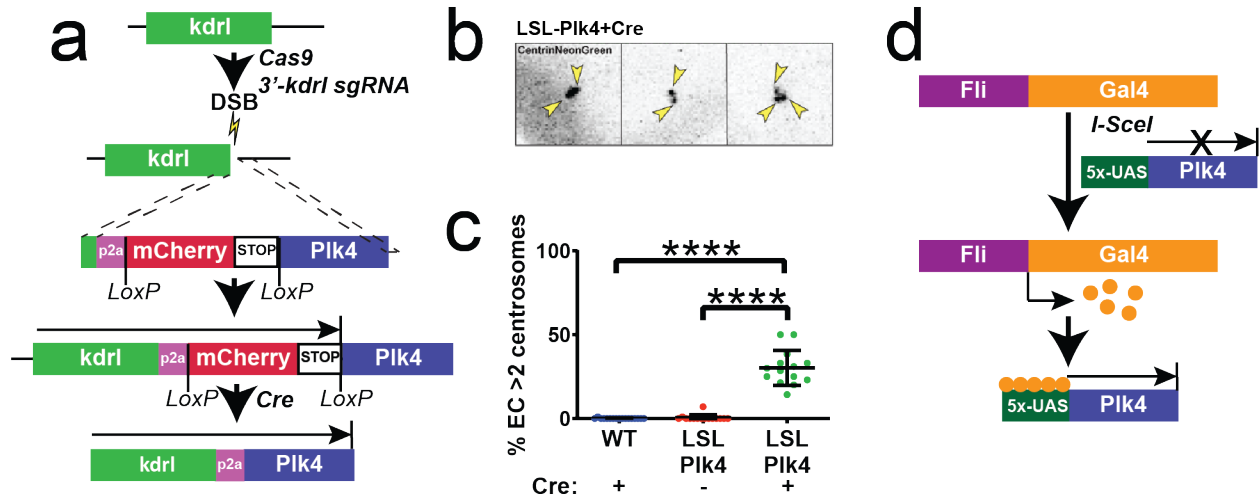 a
kdrl
Cas9
3'-kdrl sgRNA
DSB
kdrl
p2a mCherry STOP Plk4
LoxP LoxP
kdrl p2a mCherry STOP Plk4
LoxP Cre LoxP
kdrl p2a Plk4
b
LSL-Plk4+Cre
CentrinNeonGreen
c
% EC >2 centrosomes
100
50
0
****
****
WT LSL Plk4 LSL Plk4
Cre: + - +
d
Fli Gal4
I-SceI
X
5x-UAS Plk4
Fli Gal4
5x-UAS Plk4